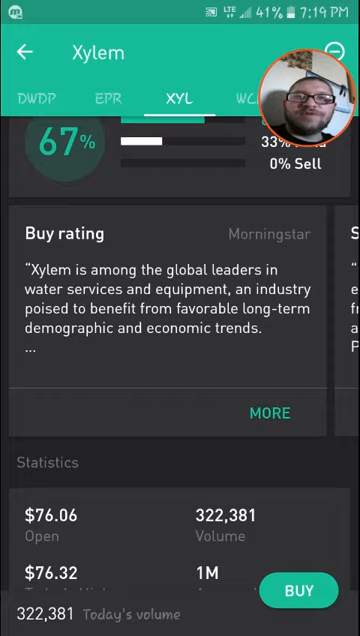 LTE 41% 7:19 PM
Xylem
DWDP EPR XYL
67%
33%
0% Sell
Buy rating Morningstar
“Xylem is among the global leaders in
water services and equipment, an industry
poised to benefit from favorable long-term
demographic and economic trends.
...
MORE
Statistics
$76.06 322,381
Open Volume
$76.32 1M
BUY
322,381 Today's volume